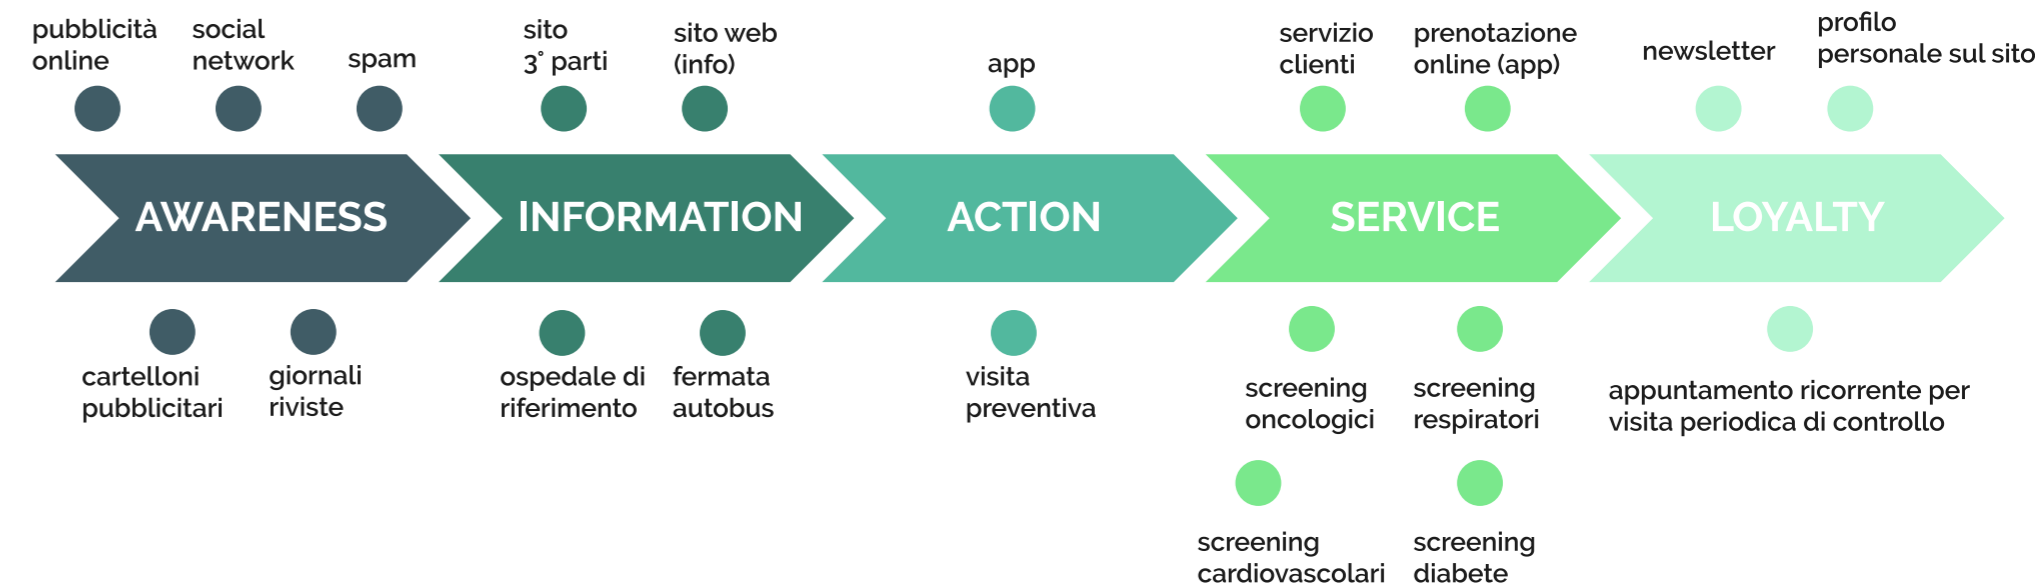 pubblicità
online
social
network
spam
sito
3° parti
sito web
(info)
app
servizio
clienti
prenotazione
online (app)
newsletter
profilo
personale sul sito
AWARENESS
INFORMATION
ACTION
SERVICE
LOYALTY
cartelloni
pubblicitari
giornali
riviste
ospedale di
riferimento
fermata
autobus
visita
preventiva
screening
oncologici
screening
respiratori
appuntamento ricorrente per
visita periodica di controllo
screening
cardiovascolari
screening
diabete